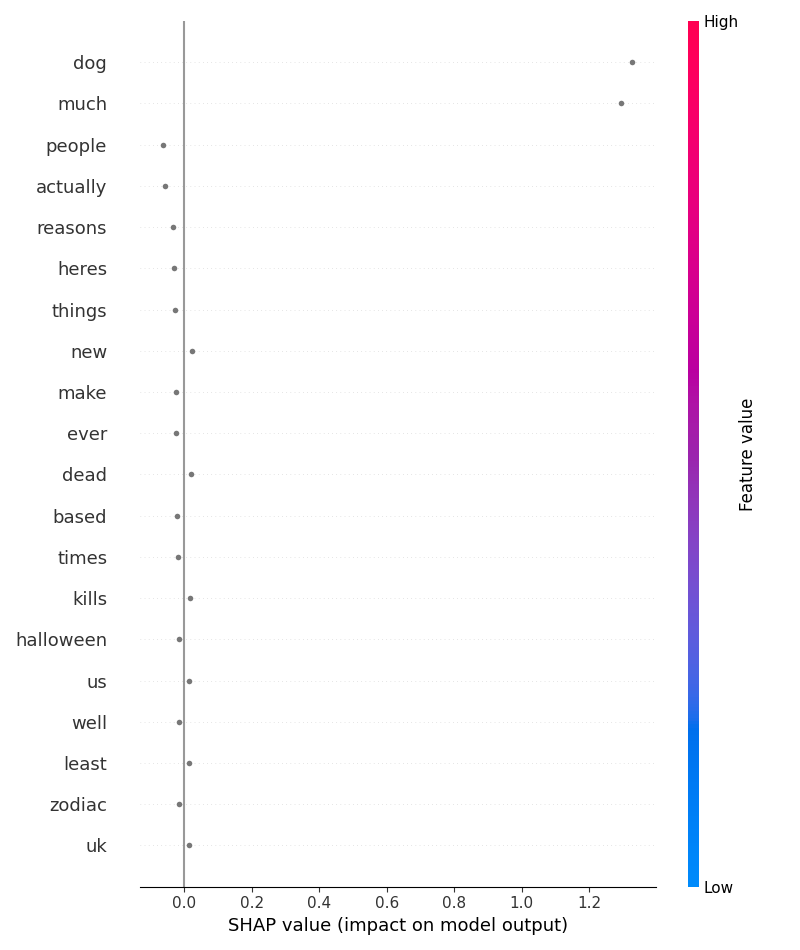 High
dog
much
people
actually
reasons
heres
things
new
make
ever
dead
based
times
kills
halloween
us
well
least
zodiac
uk
Feature value
Low
0.0 0.2 0.4 0.6 0.8 1.0 1.2
SHAP value (impact on model output)